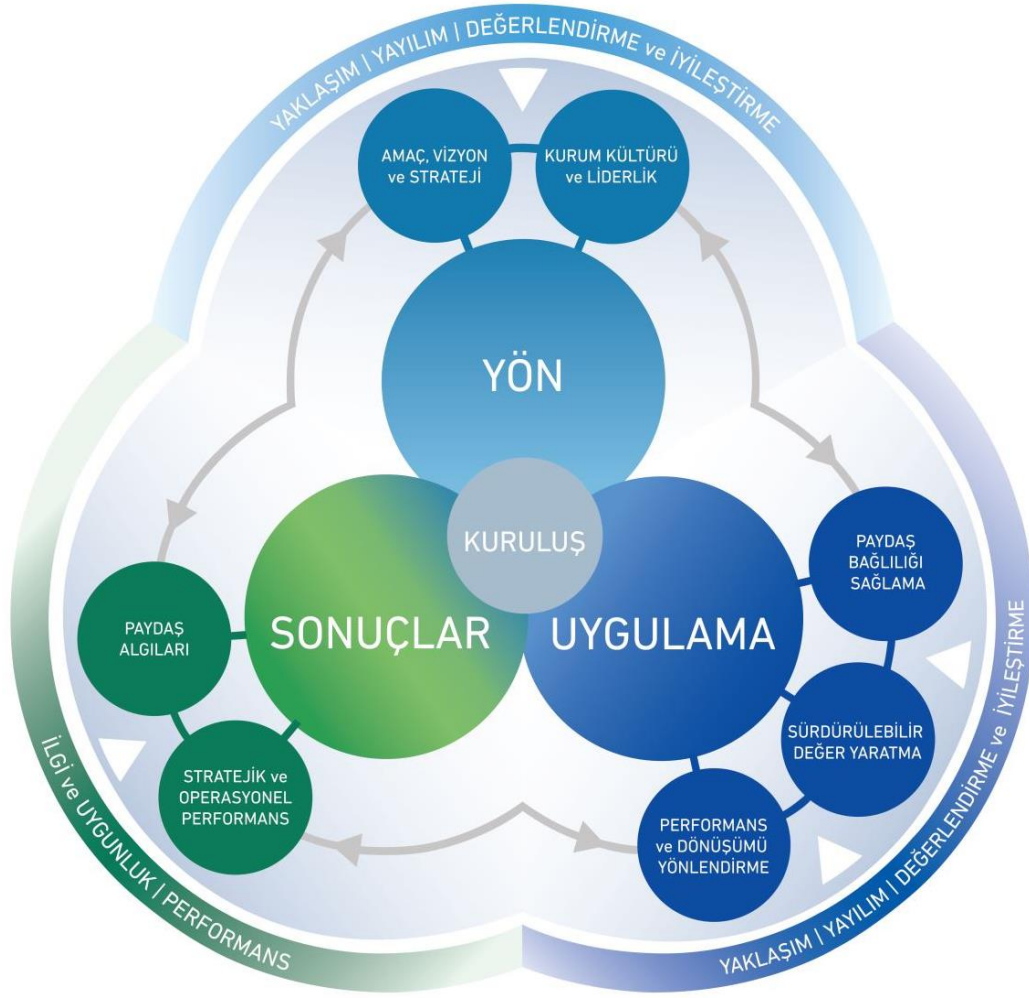 YAKLAŞIM | YAYILIM | DEĞERLENDİRME ve İYİLEŞTİRME
AMAÇ, VİZYON
ve STRATEJİ
KURUM KÜLTÜRÜ
ve LİDERLİK
YÖN
KURULUŞ
SONUÇLAR
UYGULAMA
PAYDAŞ
BAĞLILIĞI
SAĞLAMA
SÜRDÜRÜLEBİLİR
DEĞER YARATMA
PERFORMANS
ve DÖNÜŞÜMÜ
YÖNLENDİRME
PAYDAŞ
ALGILARI
STRATEJİK ve
OPERASYONEL
PERFORMANS
İLGİ ve UYGUNLUK | PERFORMANS
YAKLAŞIM | YAYILIM | DEĞERLENDİRME ve İYİLEŞTİRME